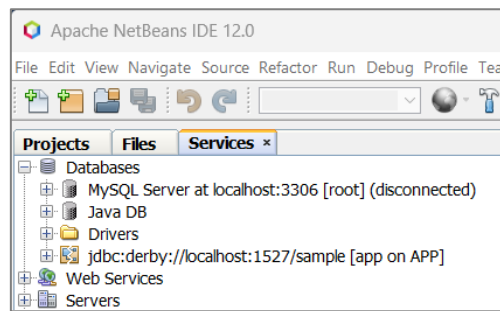 Apache NetBeans IDE 12.0
File Edit View Navigate Source Refactor Run Debug Profile
Projects Files Services ×
Databases
MySQL Server at localhost:3306 [root] (disconnected)
Java DB
Drivers
jdbc:derby://localhost:1527/sample [app on APP]
Web Services
Servers